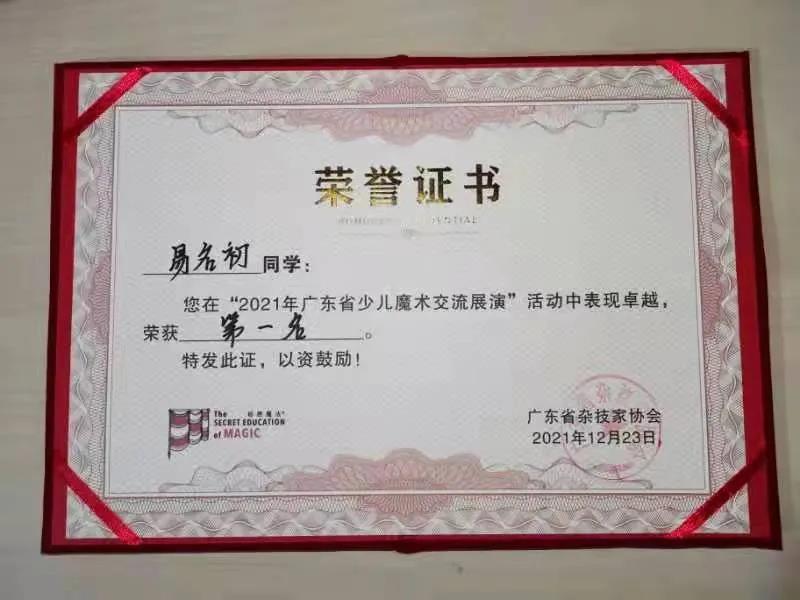 荣誉证书
易名初 同学：
您在“2021年广东省少儿魔术交流展演”活动中表现卓越，
荣获 第一名 。
特发此证，以资鼓励！
The
SECRET EDUCATION
of MAGIC
广东省杂技家协会
2021年12月23日